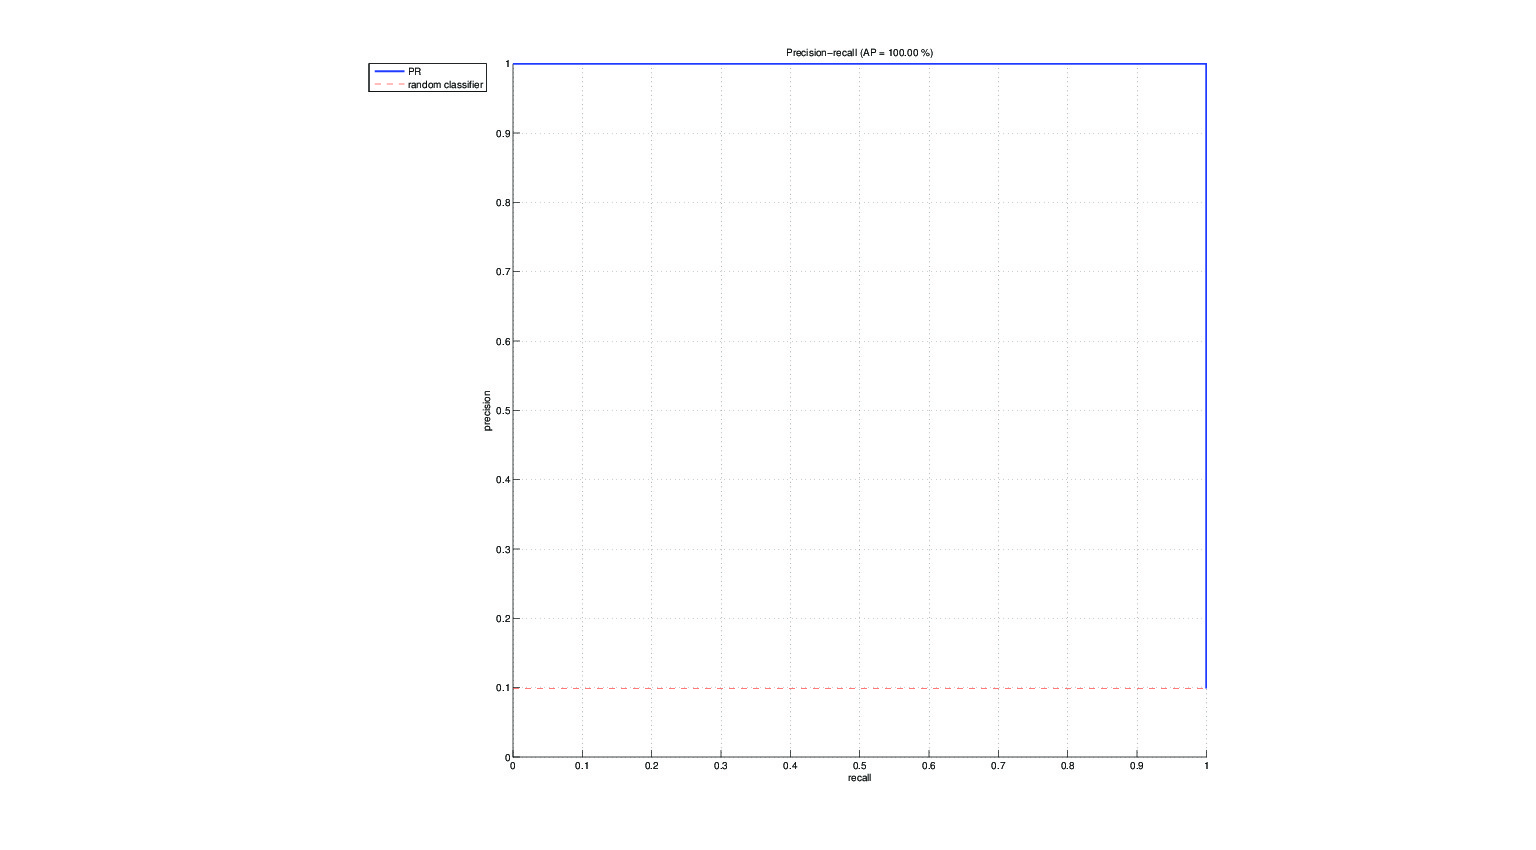 Precision−recall (AP = 100.00 %)
PR
random classifier
1
0.9
0.8
0.7
0.6
0.5
0.4
0.3
0.2
0.1
0
precision
0 0.1 0.2 0.3 0.4 0.5 0.6 0.7 0.8 0.9 1
recall